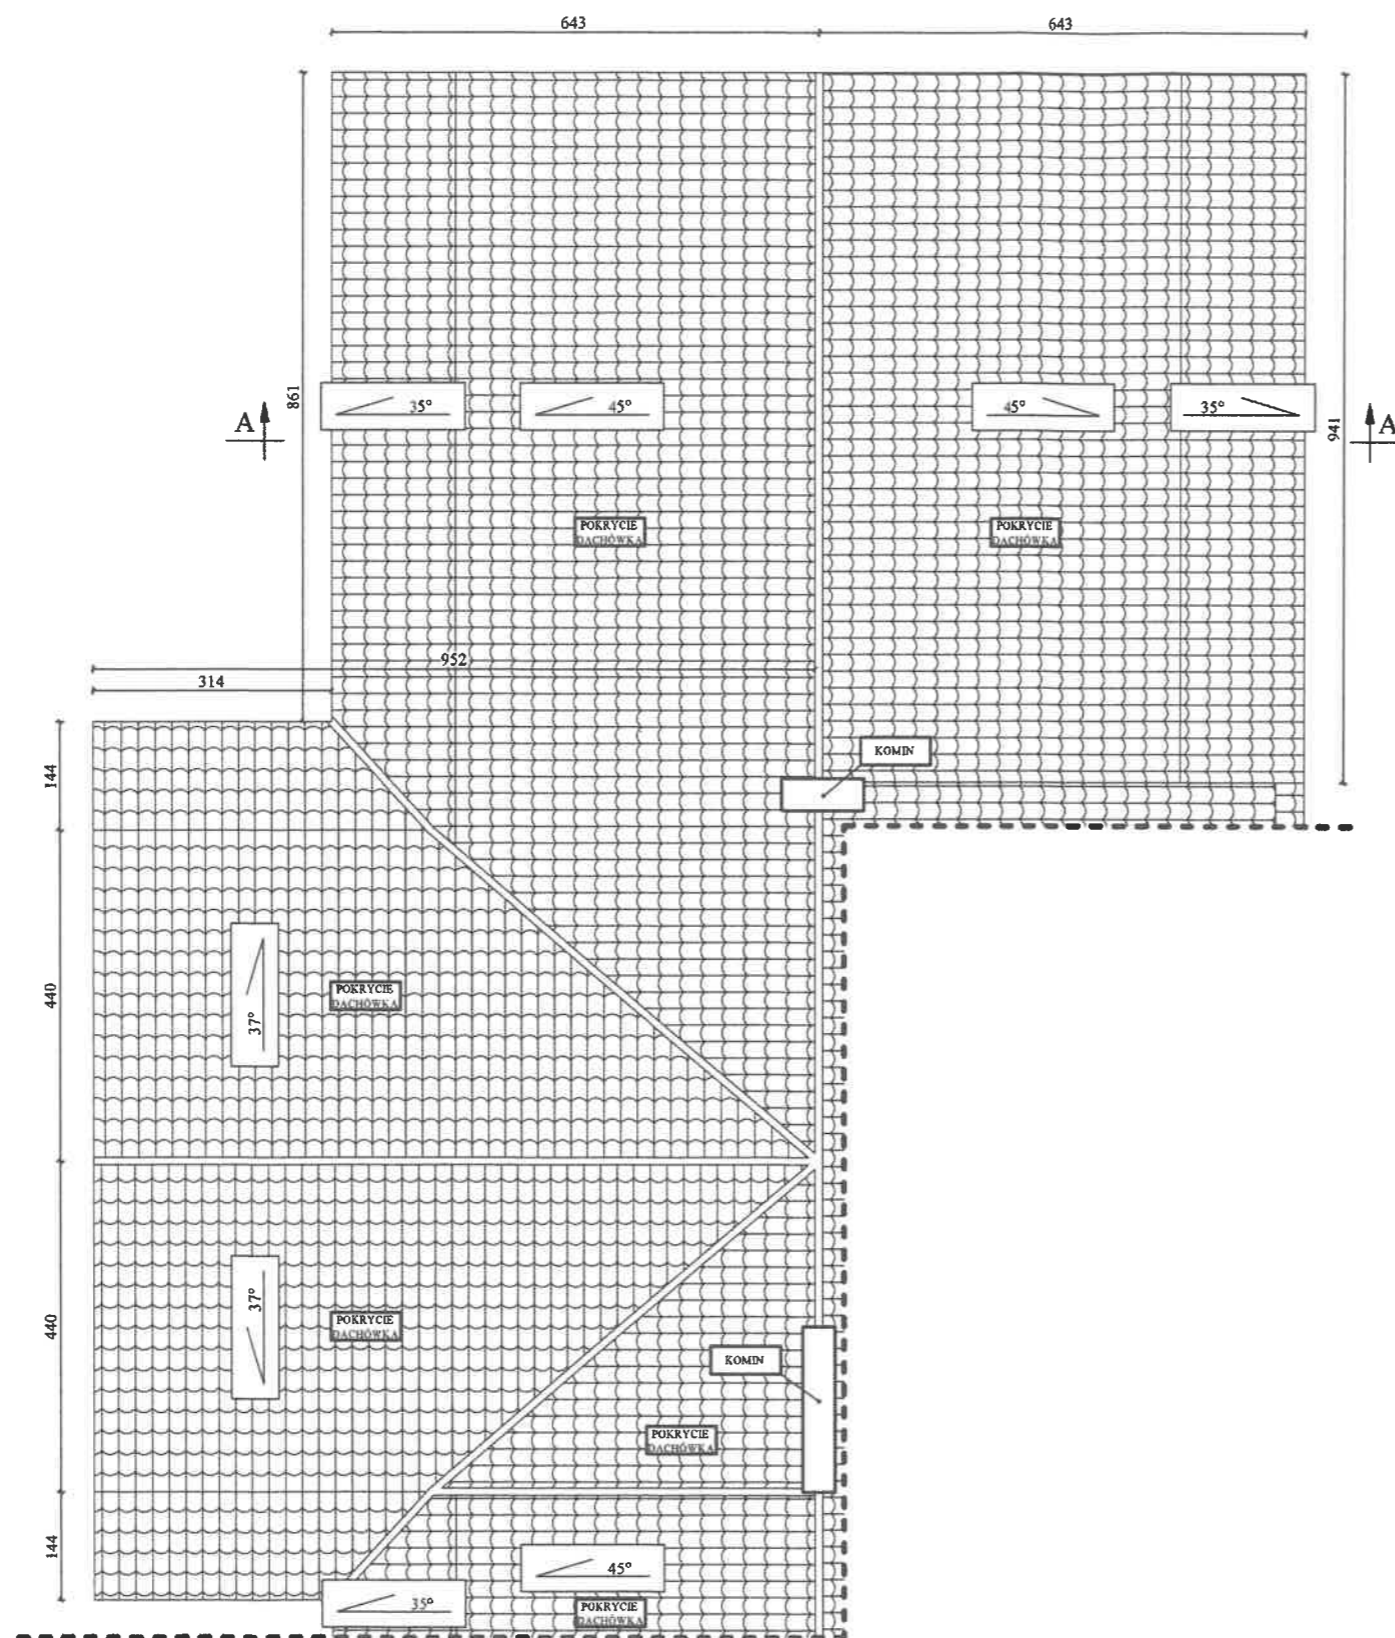 643
643
861
A
35°
45°
45°
35°
941
A
POKRYCIE
DACHÓWKA
POKRYCIE
DACHÓWKA
952
314
144
KOMIN
440
37°
POKRYCIE
DACHÓWKA
440
37°
POKRYCIE
DACHÓWKA
KOMIN
POKRYCIE
DACHÓWKA
144
45°
35°
POKRYCIE
DACHÓWKA